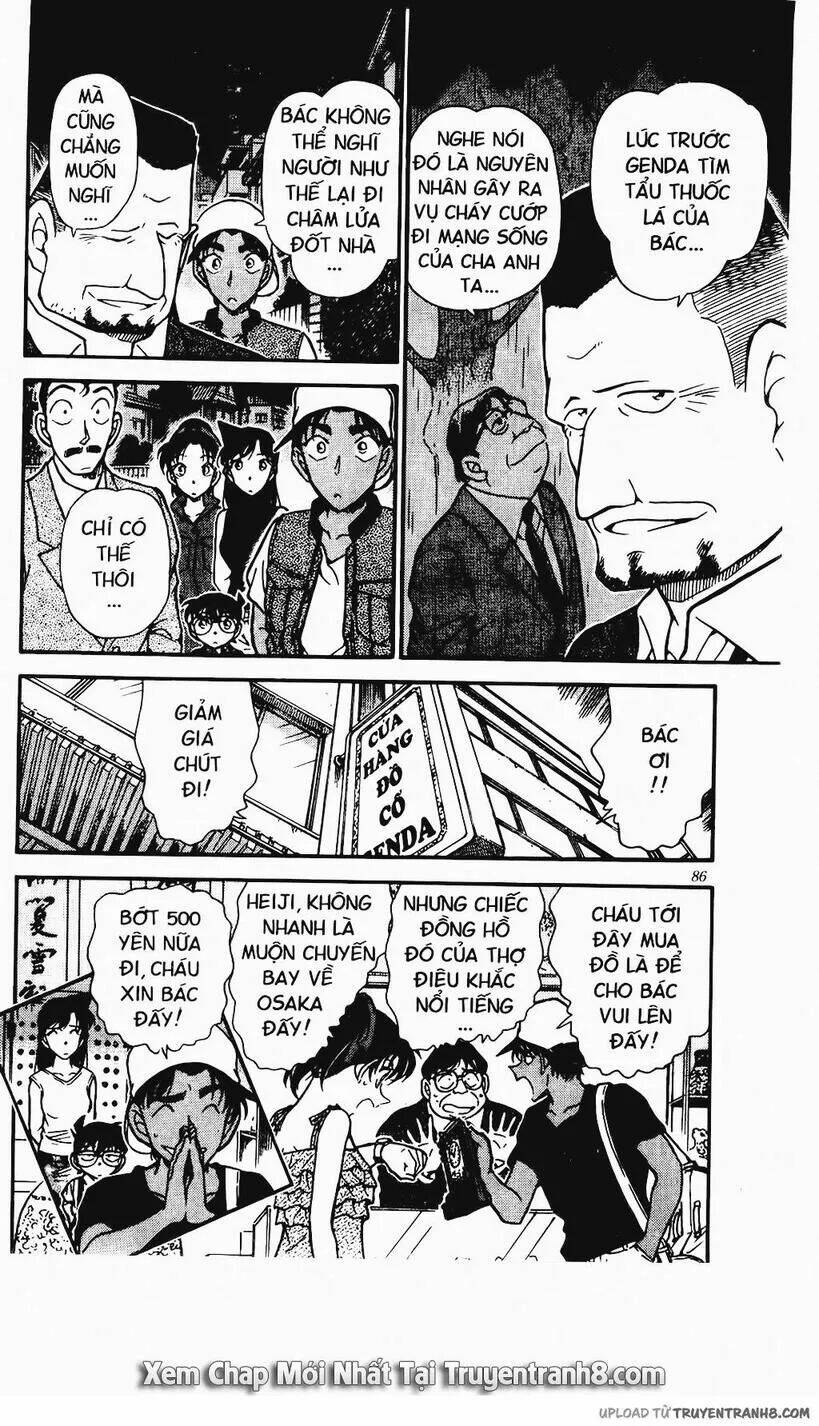 LÚC TRƯỚC
GENDA TÌM
TẨU THUỐC
LÁ CỦA
BÁC...
NGHE NÓI
ĐÓ LÀ NGUYÊN
NHÂN GÂY RA
VỤ CHÁY CƯỚP
ĐI MẠNG SỐNG
CỦA CHA ANH
TA...
BÁC KHÔNG
THỂ NGHĨ
NGƯỜI NHƯ
THẾ LẠI ĐI
CHÂM LỬA
ĐỐT NHÀ
...
MÀ
CŨNG
CHẲNG
MUỐN
NGHĨ
...
CHỈ CÓ
THẾ
THÔI
...
BÁC
ƠI
!!
CỬA
HÀNG
ĐỒ
CỔ
GENDA
GIẢM
GIÁ
CHÚT
ĐI!
86
CHÁU TỚI
ĐÂY MUA
ĐỒ LÀ ĐỂ
CHO BÁC
VUI LÊN
ĐẤY!
NHƯNG CHIẾC
ĐỒNG HỒ
ĐÓ CỦA THỢ
ĐIÊU KHẮC
NỔI TIẾNG
...
HEIJI, KHÔNG
NHANH LÀ
MUỘN CHUYẾN
BAY VỀ
OSAKA ĐẤY!
BỚT 500
YÊN NỮA
ĐI, CHÁU
XIN BÁC
ĐẤY!
Xem Chap Mới Nhất Tại Truyentranh8.com
UPLOAD TỪ TRUYENTRANH8.COM